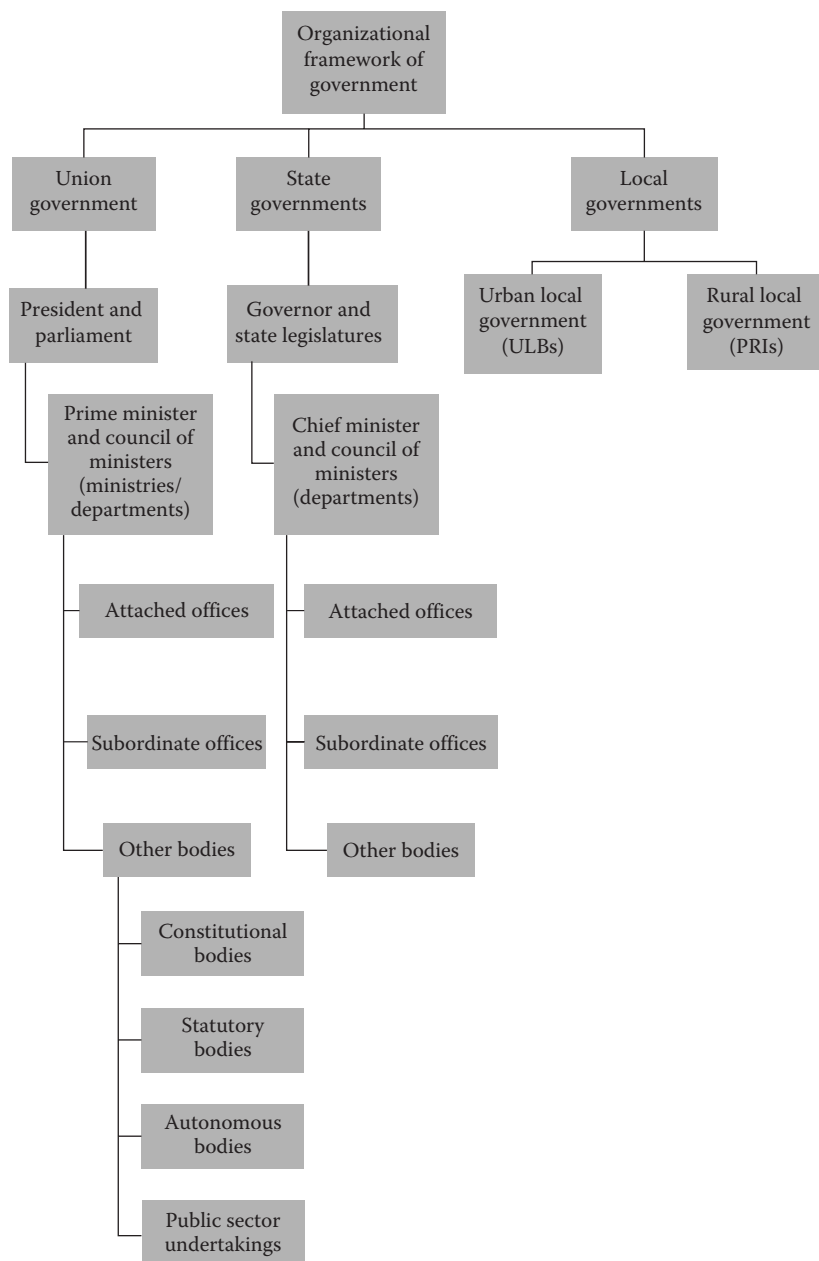 Organizational
framework of
government
Union
government
State
governments
Local
governments
President and
parliament
Governor and
state legislatures
Urban local
government
(ULBs)
Rural local
government
(PRIs)
Prime minister
and council of
ministers
(ministries/
departments)
Chief minister
and council of
ministers
(departments)
Attached offices
Attached offices
Subordinate offices
Subordinate offices
Other bodies
Other bodies
Constitutional
bodies
Statutory
bodies
Autonomous
bodies
Public sector
undertakings